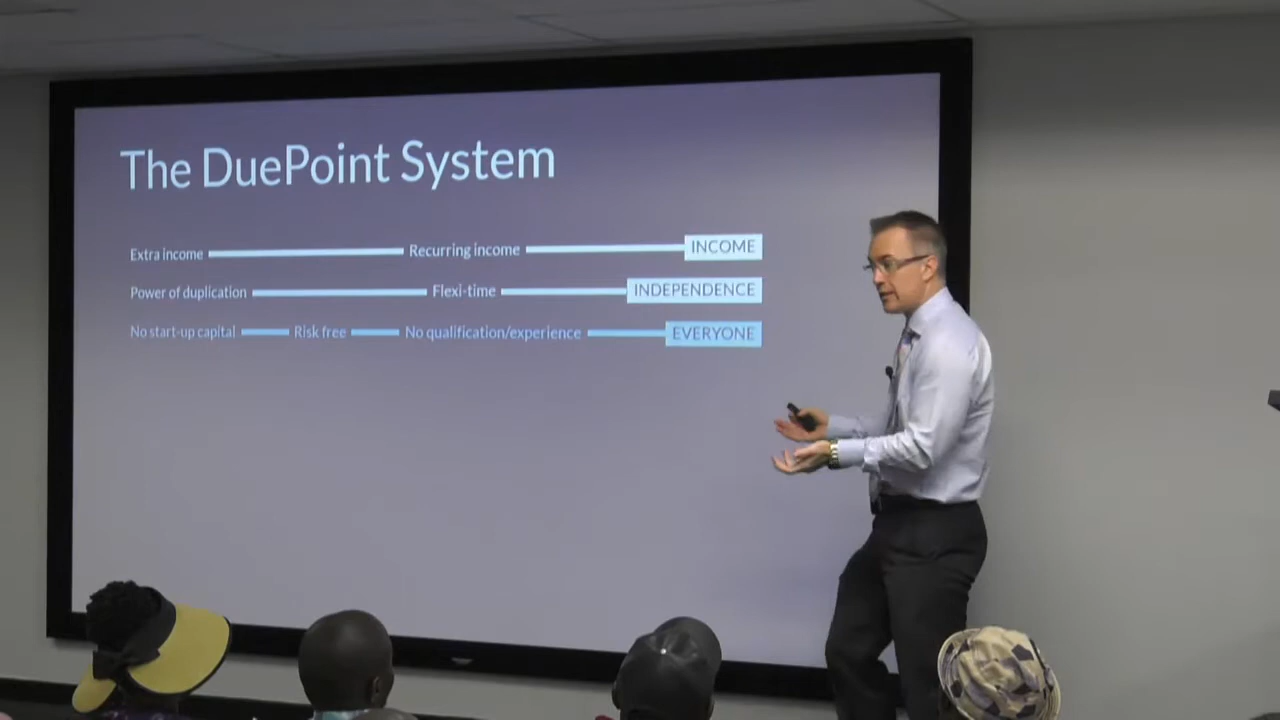 The DuePoint System
Extra income Recurring income INCOME
Power of duplication Flexi-time INDEPENDENCE
No start-up capital Risk free No qualification/experience EVERYONE